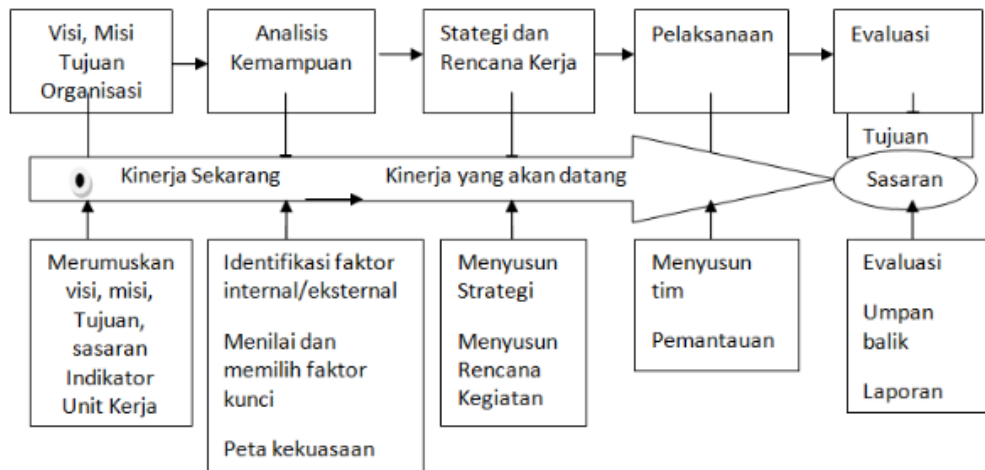 Visi, Misi
Tujuan
Organisasi
Analisis
Kemampuan
Stategi dan
Rencana Kerja
Pelaksanaan
Evaluasi
Tujuan
Kinerja Sekarang
Kinerja yang akan datang
Sasaran
Merumuskan
visi, misi,
Tujuan,
sasaran
Indikator
Unit Kerja
Identifikasi faktor
internal/eksternal
Menilai dan
memilih faktor
kunci
Peta kekuasaan
Menyusun
Strategi
Menyusun
Rencana
Kegiatan
Menyusun
tim
Pemantauan
Evaluasi
Umpan
balik
Laporan